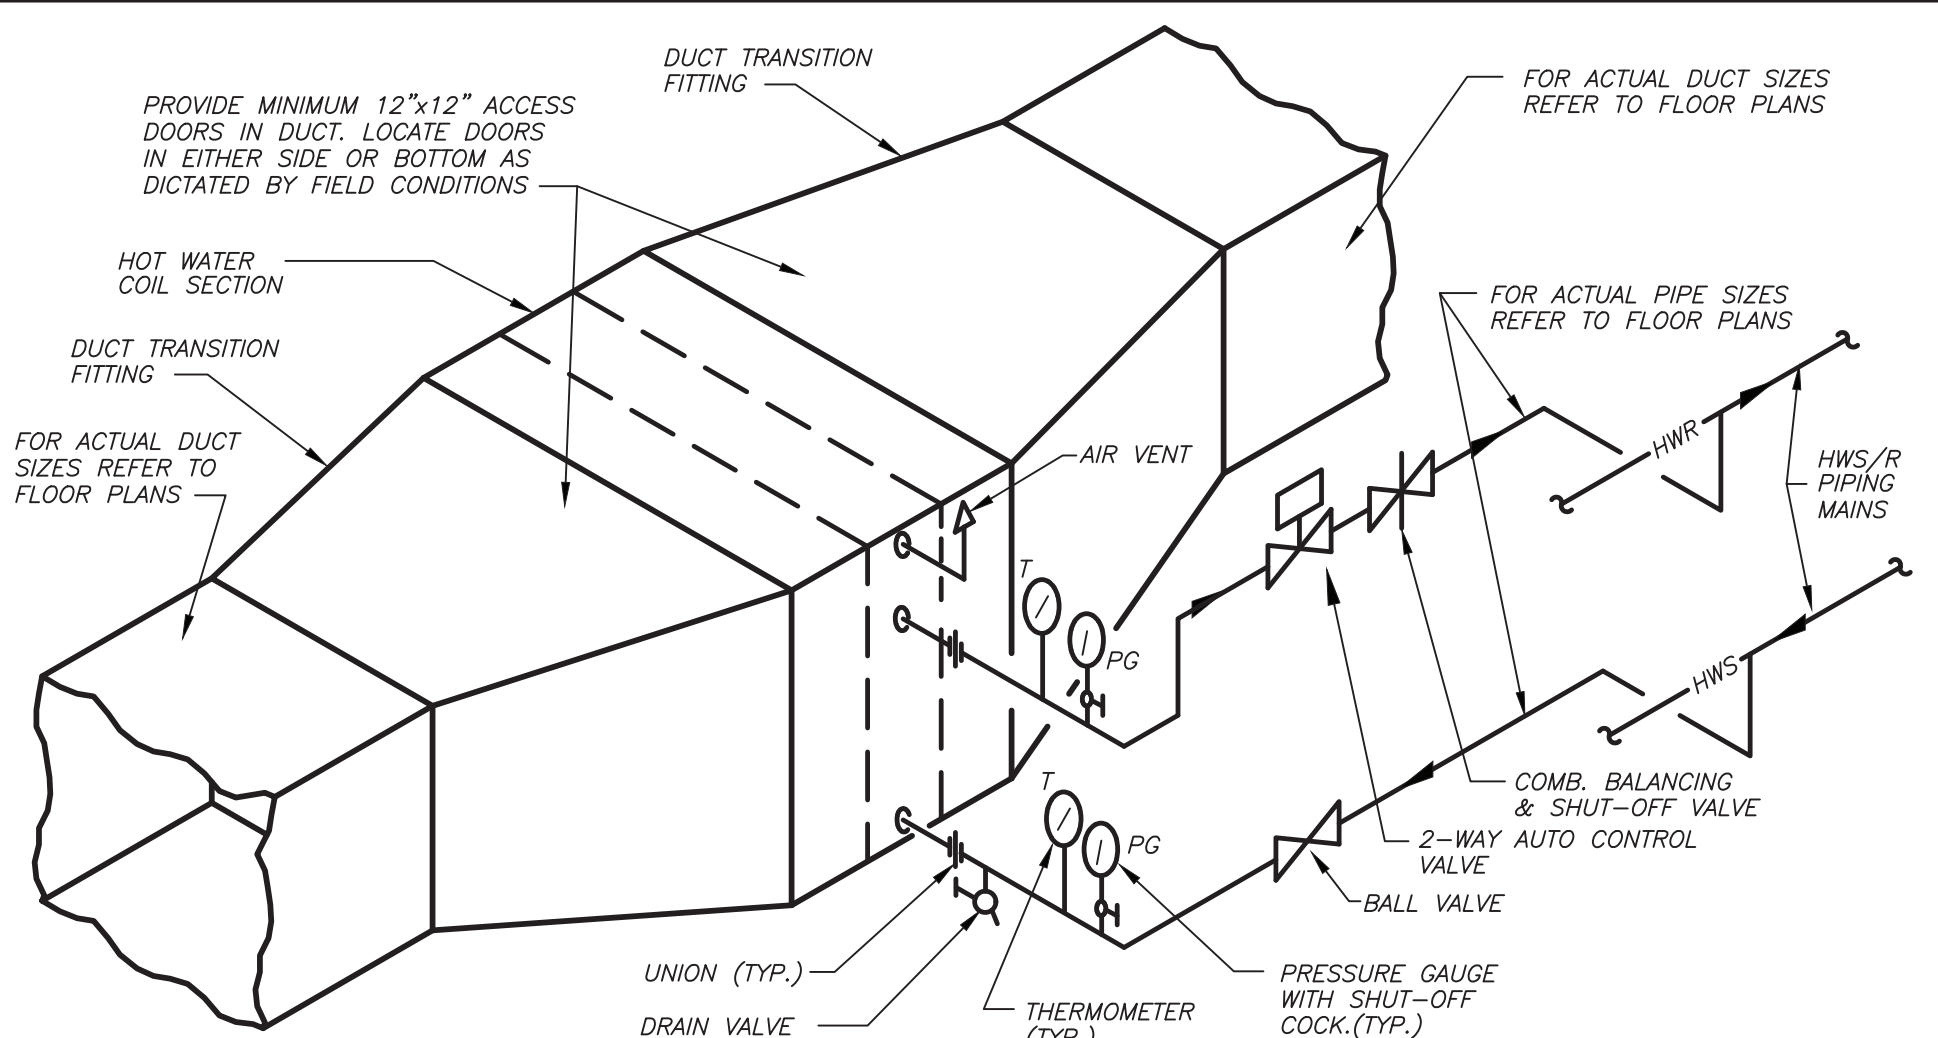 DUCT TRANSITION
FITTING
FOR ACTUAL DUCT SIZES
REFER TO FLOOR PLANS
PROVIDE MINIMUM 12”x12” ACCESS
DOORS IN DUCT. LOCATE DOORS
IN EITHER SIDE OR BOTTOM AS
DICTATED BY FIELD CONDITIONS
HOT WATER
COIL SECTION
FOR ACTUAL PIPE SIZES
REFER TO FLOOR PLANS
DUCT TRANSITION
FITTING
FOR ACTUAL DUCT
SIZES REFER TO
FLOOR PLANS
AIR VENT
HWR
HWS/R
PIPING
MAINS
T
PG
HWS
COMB. BALANCING
& SHUT-OFF VALVE
2-WAY AUTO CONTROL
VALVE
T
PG
BALL VALVE
UNION (TYP.)
PRESSURE GAUGE
WITH SHUT-OFF
COCK.(TYP.)
DRAIN VALVE
THERMOMETER
(TYP.)